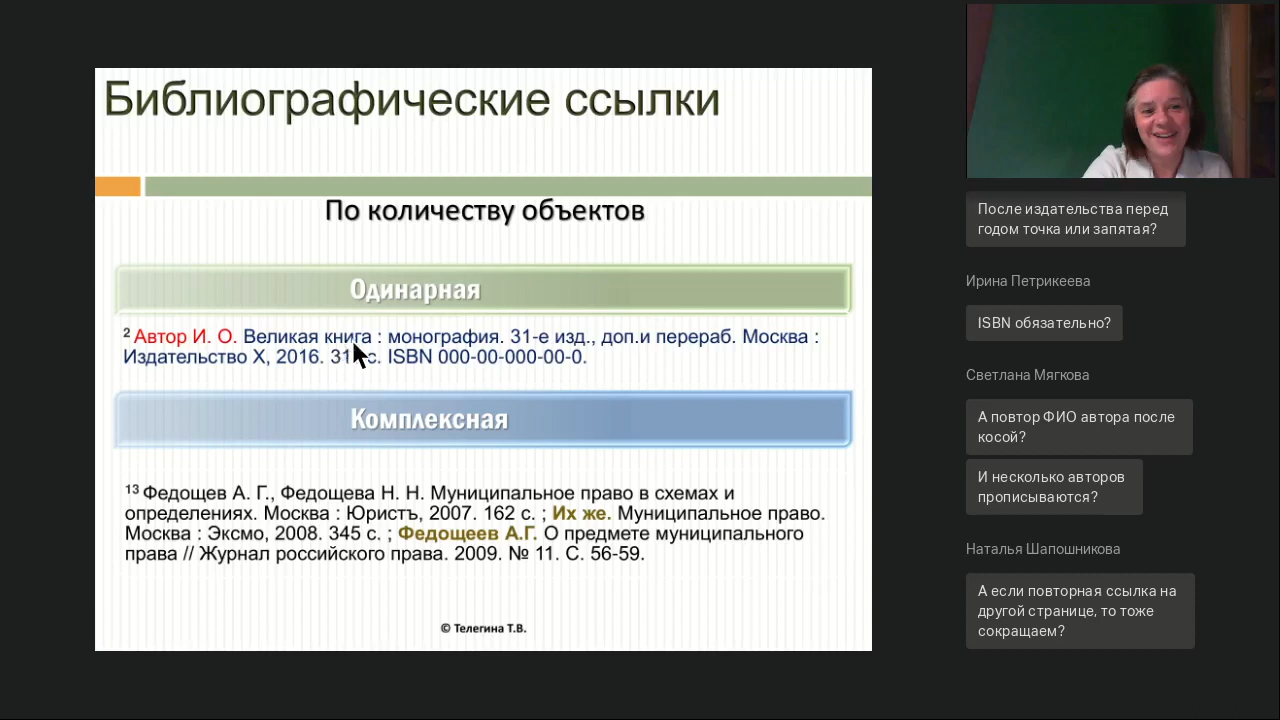 Библиографические ссылки
По количеству объектов
Одинарная
2 Автор И. О. Великая книга : монография. 31-е изд., доп.и перераб. Москва :
Издательство Х, 2016. 31 с. ISBN 000-00-000-00-0.
Комплексная
13 Федощев А. Г., Федощева Н. Н. Муниципальное право в схемах и
определениях. Москва : Юристъ, 2007. 162 с. ; Их же. Муниципальное право.
Москва : Эксмо, 2008. 345 с. ; Федощеев А.Г. О предмете муниципального
права // Журнал российского права. 2009. № 11. С. 56-59.
© Телегина Т.В.
После издательства перед
годом точка или запятая?
Ирина Петрикеева
ISBN обязательно?
Светлана Мягкова
А повтор ФИО автора после
косой?
И несколько авторов
прописываются?
Наталья Шапошникова
А если повторная ссылка на
другой странице, то тоже
сокращаем?